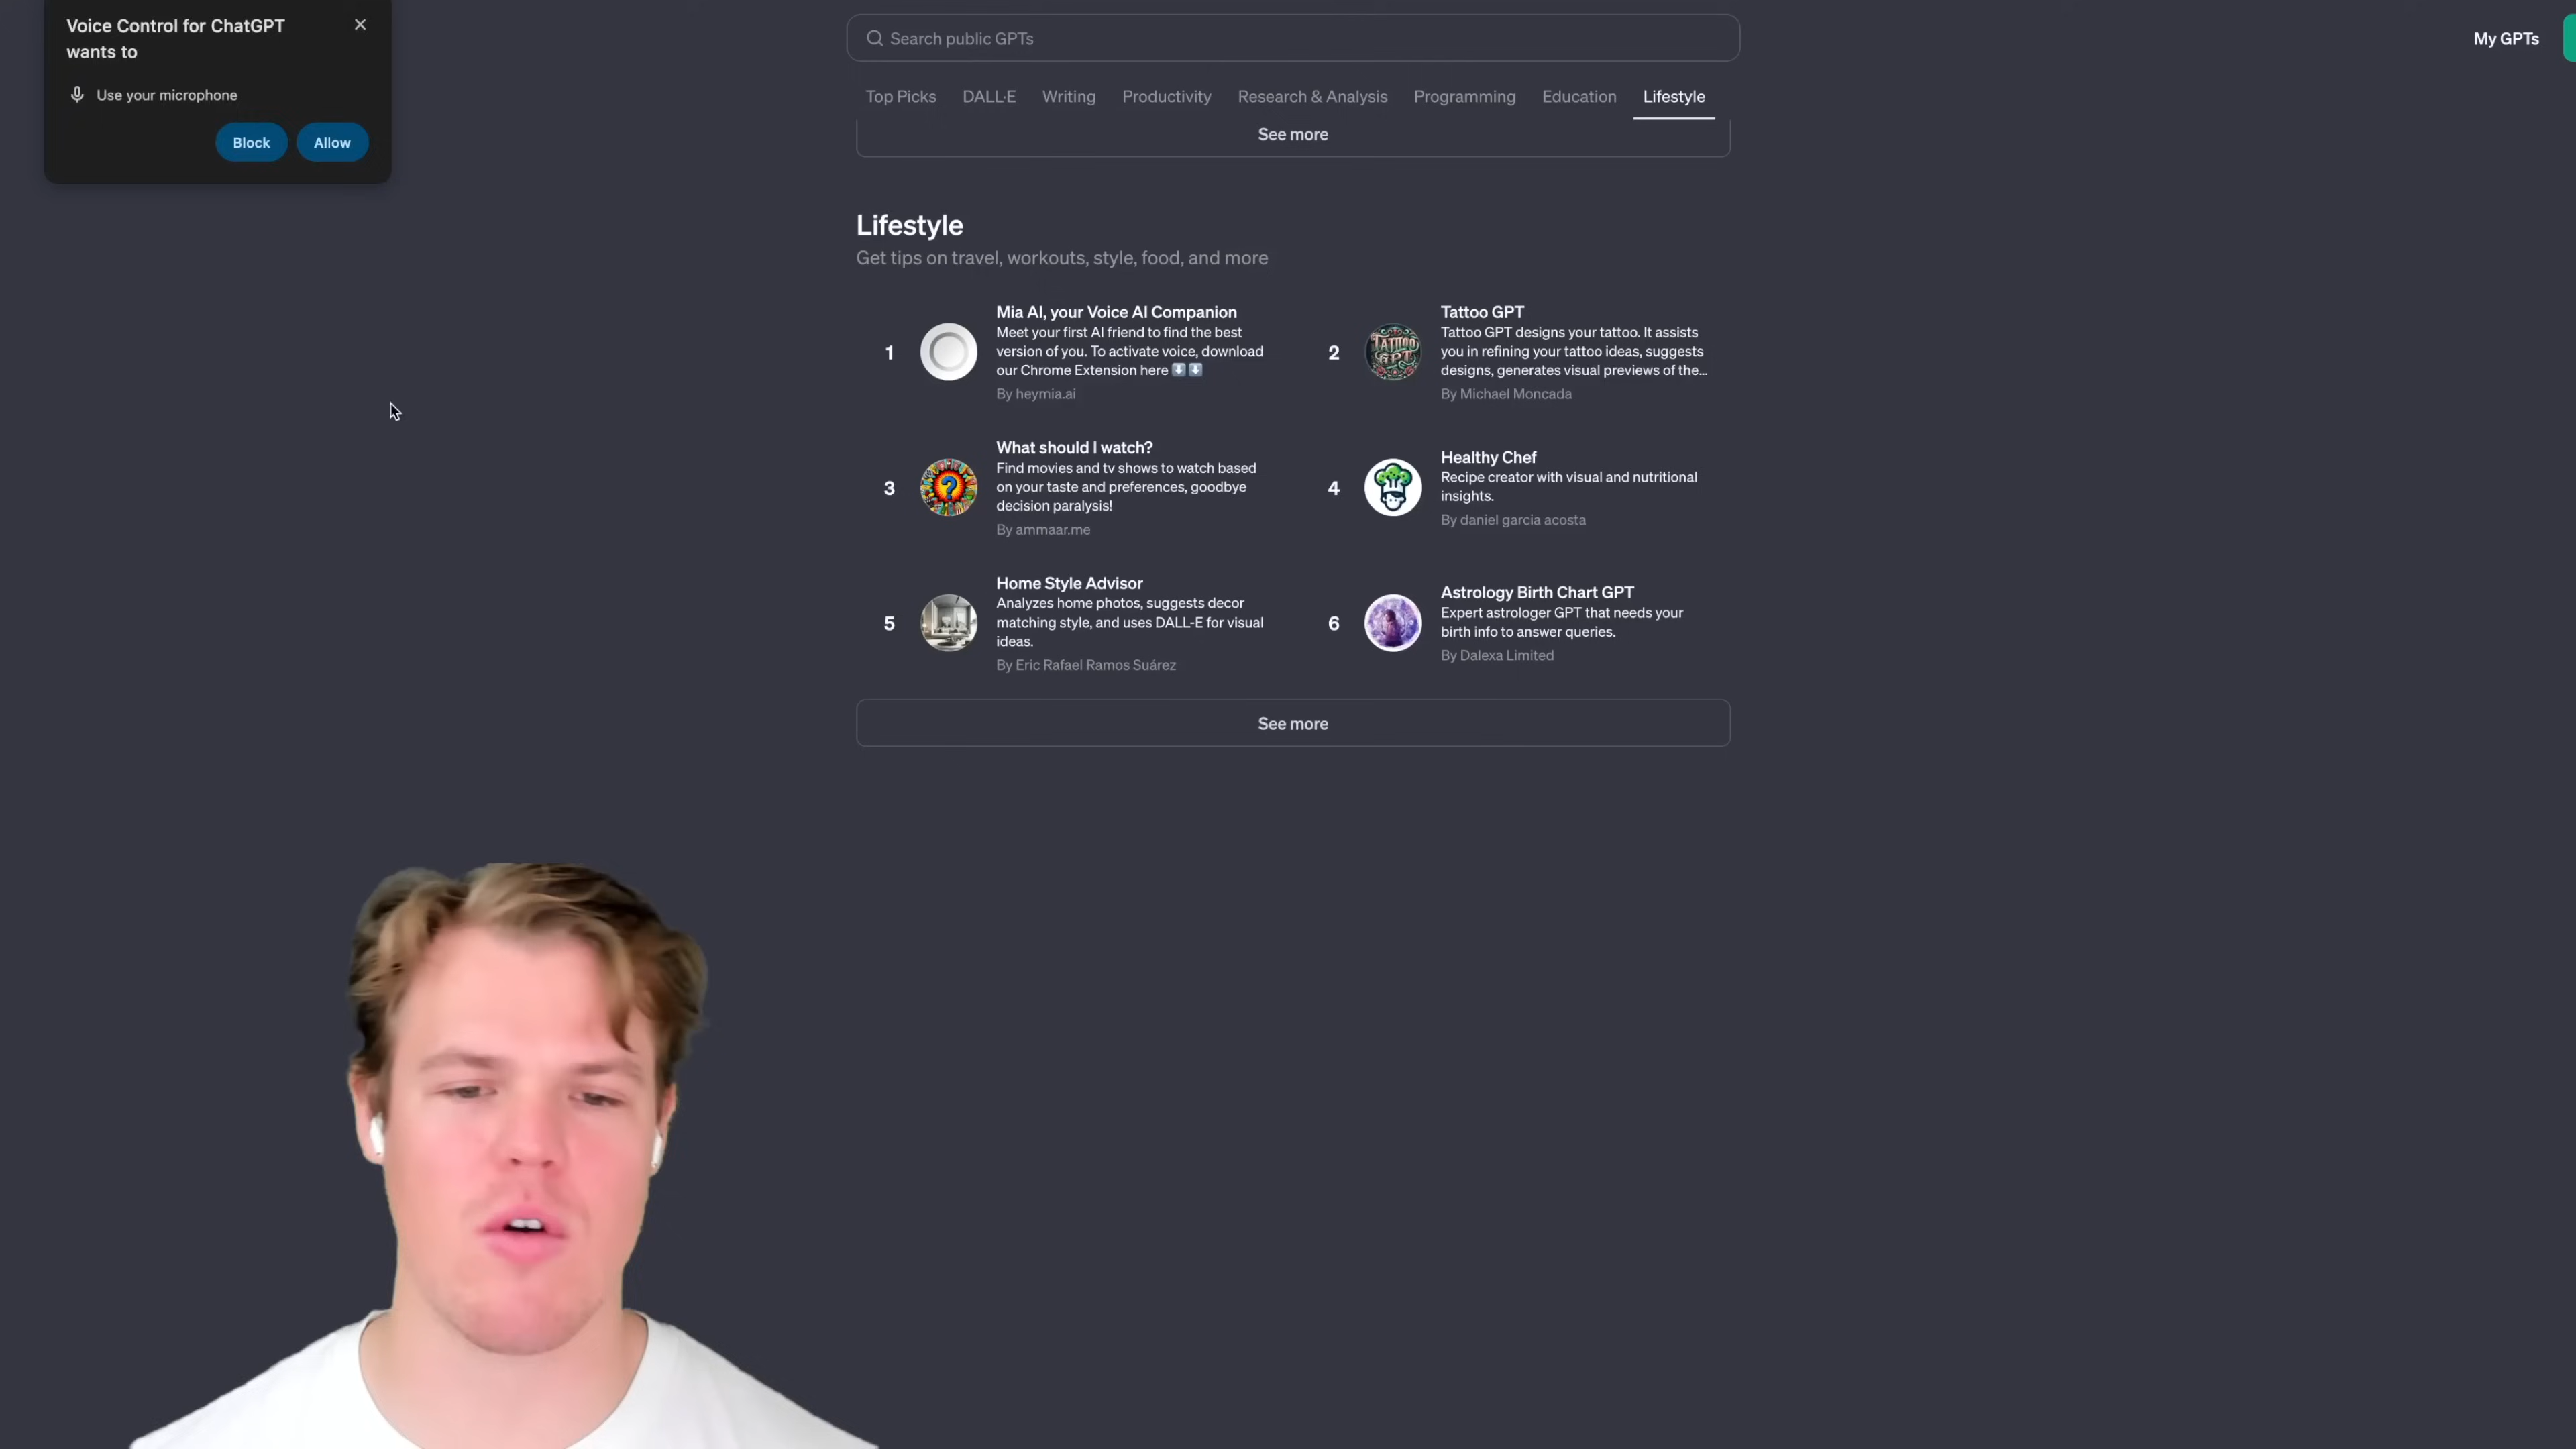 Voice Control for ChatGPT
wants to
Use your microphone
Block
Allow
Search public GPTs
My GPTs
Top Picks
DALL·E
Writing
Productivity
Research & Analysis
Programming
Education
Lifestyle
See more
Lifestyle
Get tips on travel, workouts, style, food, and more
1
Mia AI, your Voice AI Companion
Meet your first AI friend to find the best
version of you. To activate voice, download
our Chrome Extension here ⬇️⬇️
By heymia.ai
2
Tattoo GPT
TATTOO
GPT
Tattoo GPT designs your tattoo. It assists
you in refining your tattoo ideas, suggests
designs, generates visual previews of the...
By Michael Moncada
3
What should I watch?
?
Find movies and tv shows to watch based
on your taste and preferences, goodbye
decision paralysis!
By ammaar.me
4
Healthy Chef
Recipe creator with visual and nutritional
insights.
By daniel garcia acosta
5
Home Style Advisor
Analyzes home photos, suggests decor
matching style, and uses DALL-E for visual
ideas.
By Eric Rafael Ramos Suárez
6
Astrology Birth Chart GPT
Expert astrologer GPT that needs your
birth info to answer queries.
By Dalexa Limited
See more